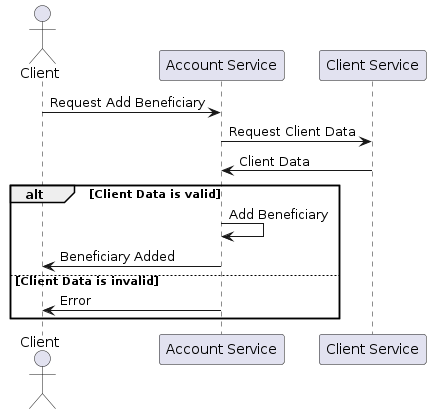 Client
Account Service
Client Service
Request Add Beneficiary
Request Client Data
Client Data
alt [Client Data is valid]
Add Beneficiary
Beneficiary Added
[Client Data is invalid]
Error
Client
Account Service
Client Service